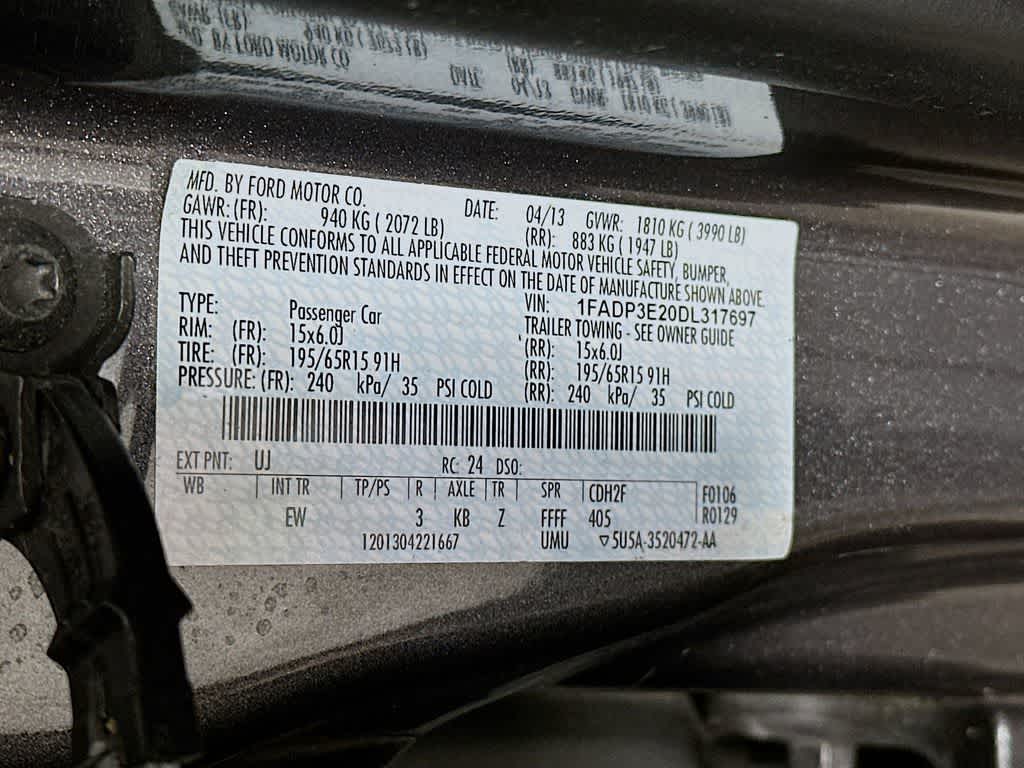 MFD. BY FORD MOTOR CO. DATE: 04/13 GVWR: 1810 KG ( 3990 LB)
GAWR: (FR): 940 KG ( 2072 LB) (RR): 883 KG ( 1947 LB)
THIS VEHICLE CONFORMS TO ALL APPLICABLE FEDERAL MOTOR VEHICLE SAFETY, BUMPER,
AND THEFT PREVENTION STANDARDS IN EFFECT ON THE DATE OF MANUFACTURE SHOWN ABOVE.
VIN: 1FADP3E20DL317697
TYPE: Passenger Car TRAILER TOWING - SEE OWNER GUIDE
RIM: (FR): 15x6.0J (RR): 15x6.0J
TIRE: (FR): 195/65R15 91H (RR): 195/65R15 91H
PRESSURE: (FR): 240 kPa/ 35 PSI COLD (RR): 240 kPa/ 35 PSI COLD
EXT PNT: UJ RC: 24 DSO:
WB INT TR TP/PS R AXLE TR SPR CDH2F F0106
EW 3 KB Z FFFF 405 R0129
1201304221667 UMU ▽5U5A-3520472-AA